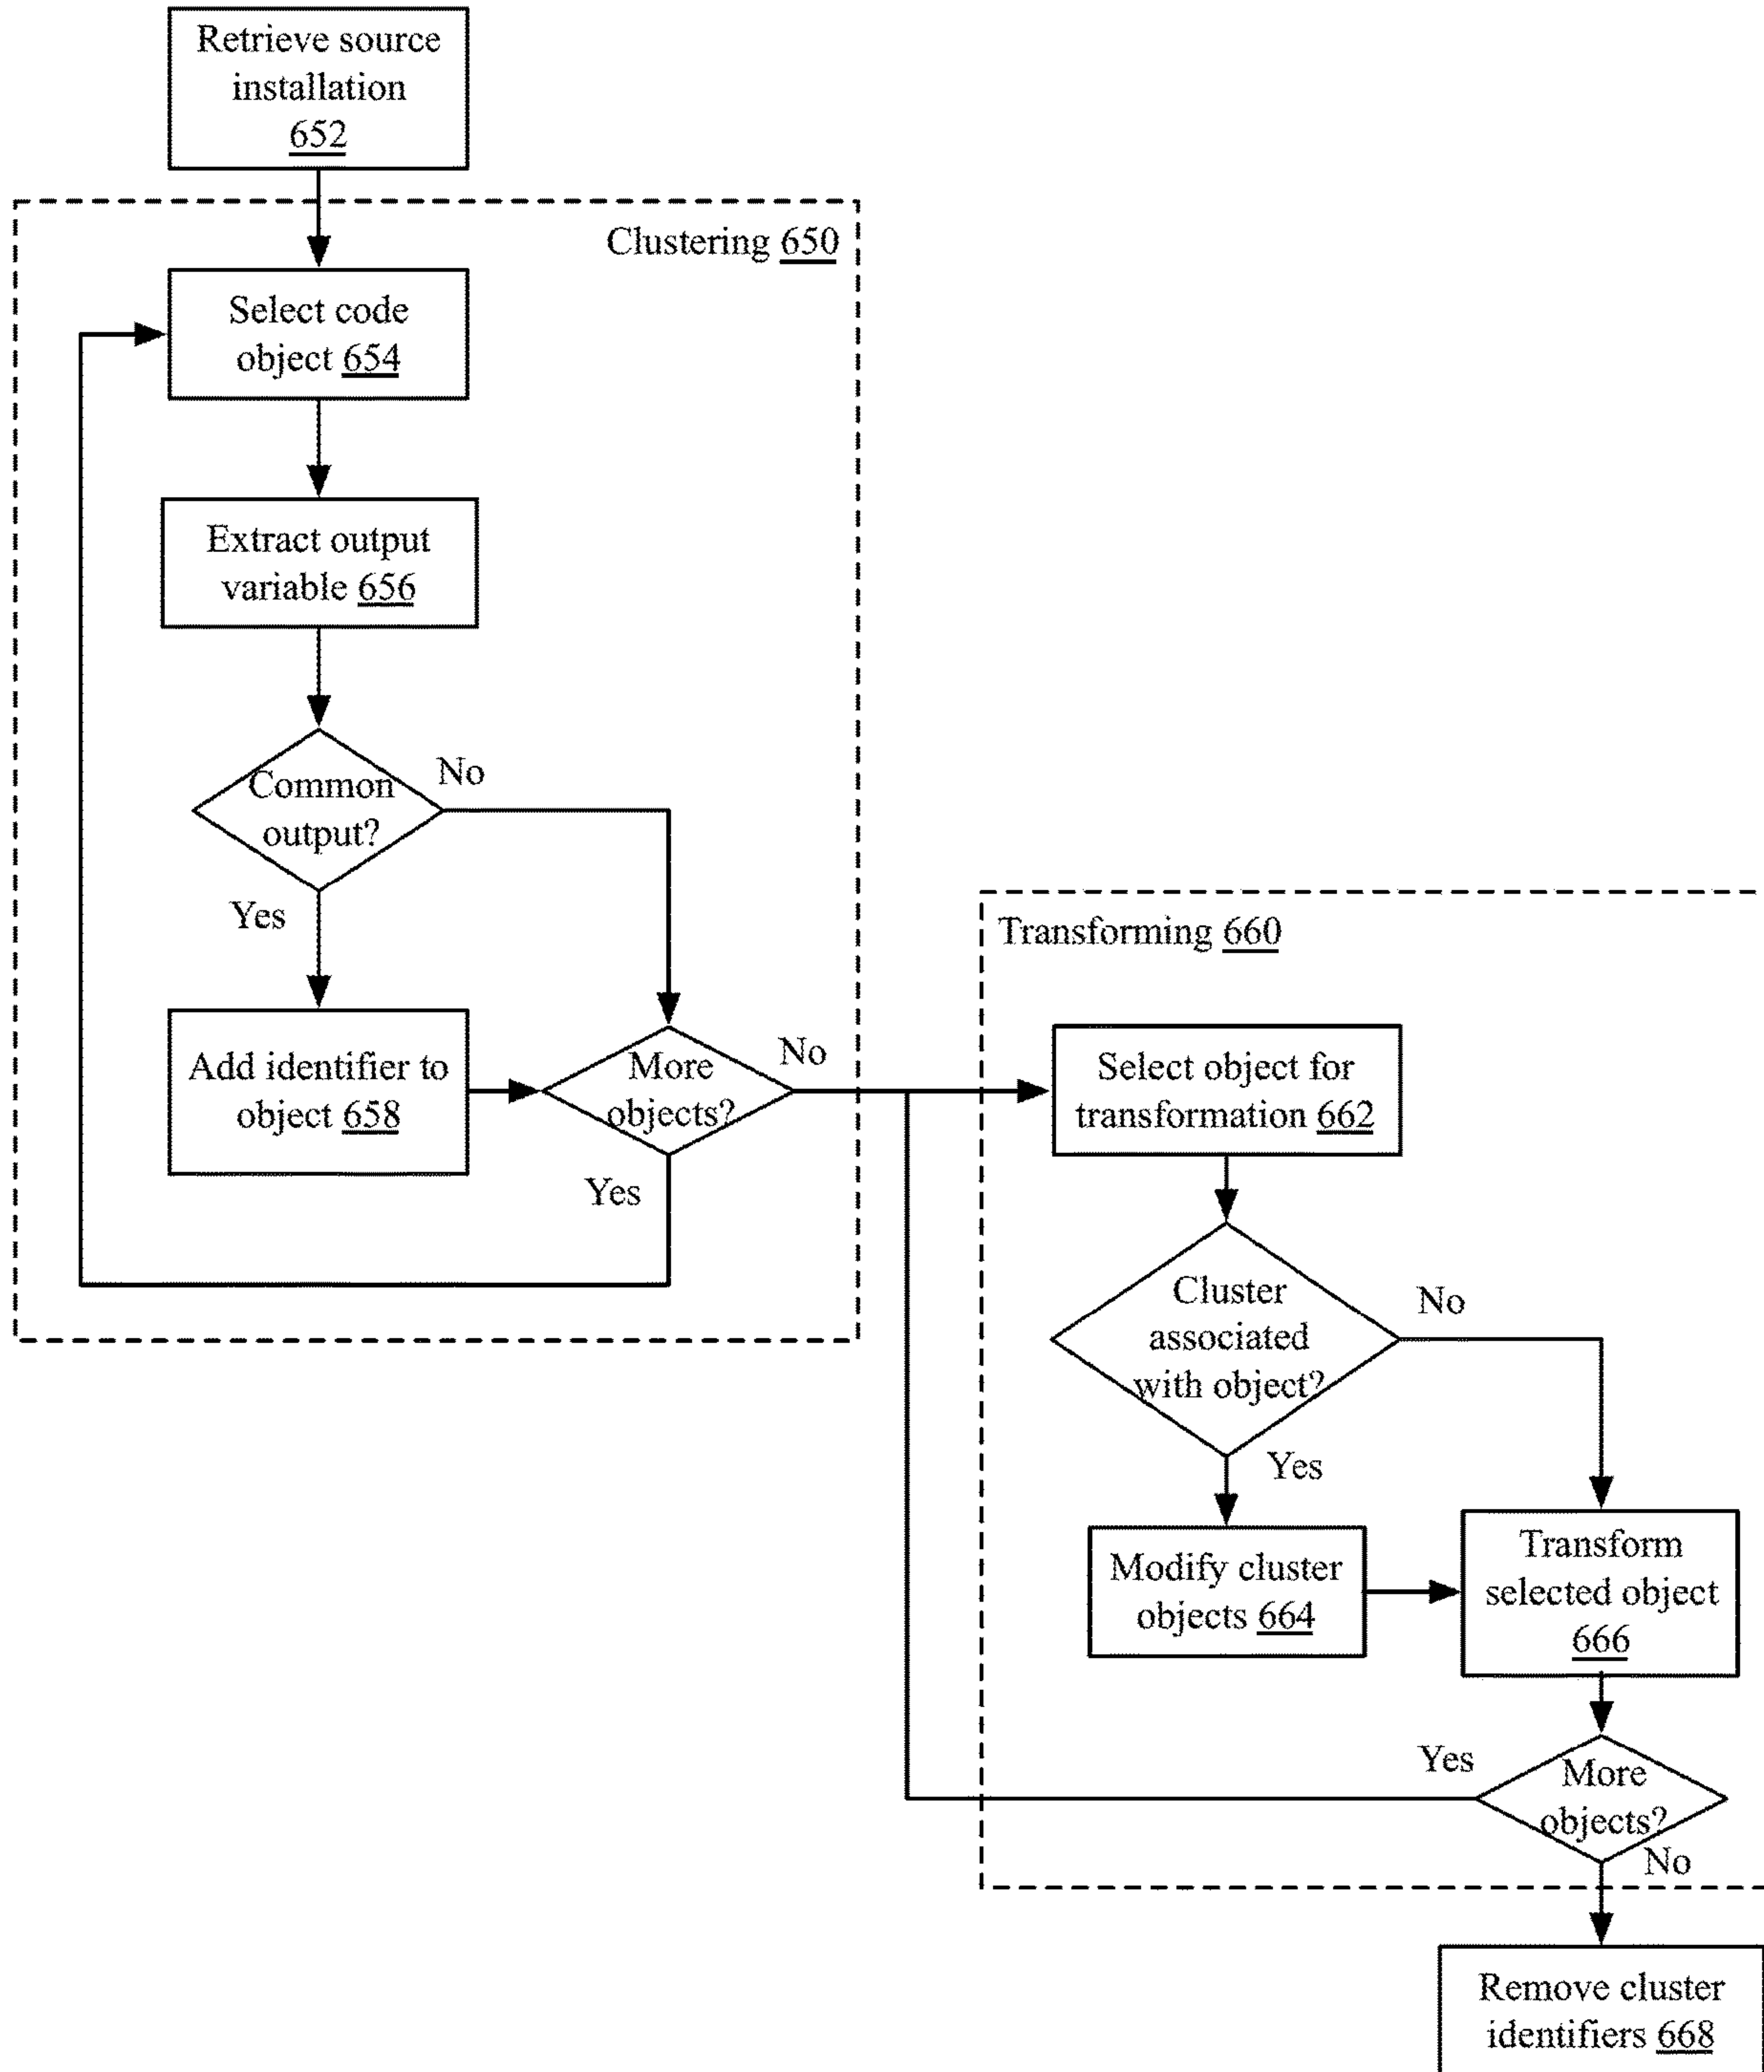 Retrieve source
installation
652
Clustering 650
Select code
object 654
Extract output
variable 656
Common
output?
No
Yes
Add identifier to
object 658
More
objects?
No
Yes
Transforming 660
Select object for
transformation 662
Cluster
associated
with object?
No
Yes
Modify cluster
objects 664
Transform
selected object
666
More
objects?
Yes
No
Remove cluster
identifiers 668